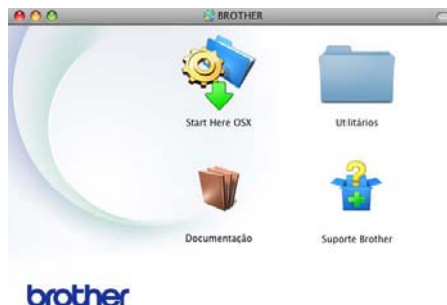 BROTHER
Start Here OSX
Utilitários
Documentação
Suporte Brother
brother